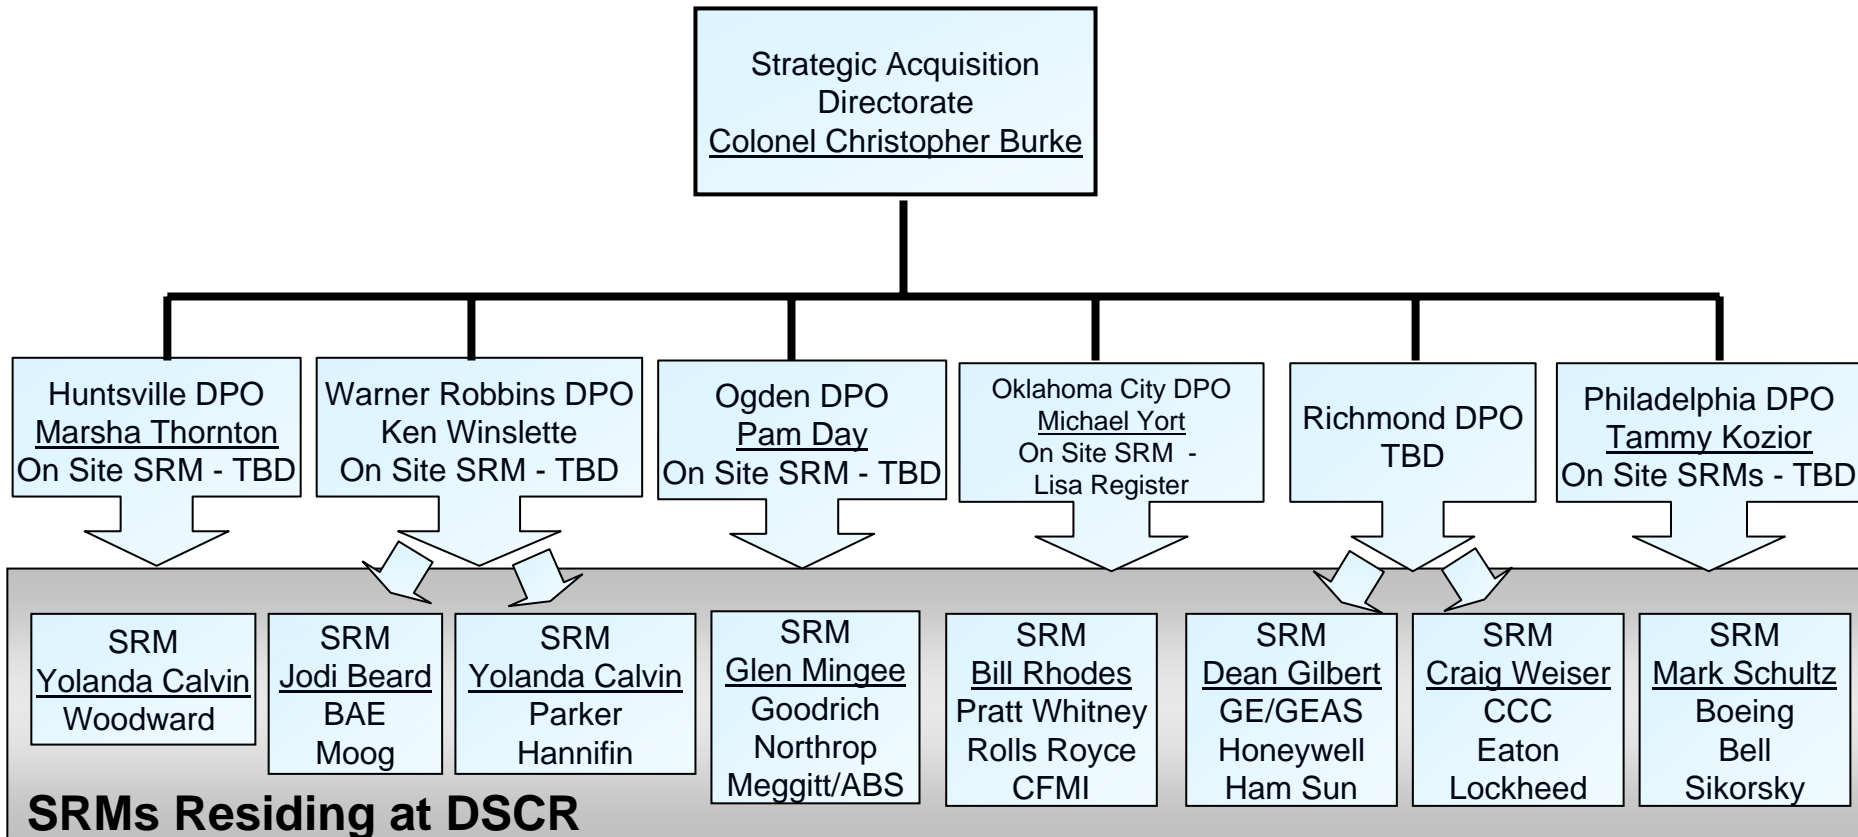 Strategic Acquisition
Directorate
Colonel Christopher Burke
Huntsville DPO
Marsha Thornton
On Site SRM - TBD
Warner Robbins DPO
Ken Winslette
On Site SRM - TBD
Ogden DPO
Pam Day
On Site SRM - TBD
Oklahoma City DPO
Michael Yort
On Site SRM -
Lisa Register
Richmond DPO
TBD
Philadelphia DPO
Tammy Kozior
On Site SRMs - TBD
SRM
Yolanda Calvin
Woodward
SRM
Jodi Beard
BAE
Moog
SRM
Yolanda Calvin
Parker
Hannifin
SRM
Glen Mingee
Goodrich
Northrop
Meggitt/ABS
SRM
Bill Rhodes
Pratt Whitney
Rolls Royce
CFMI
SRM
Dean Gilbert
GE/GEAS
Honeywell
Ham Sun
SRM
Craig Weiser
CCC
Eaton
Lockheed
SRM
Mark Schultz
Boeing
Bell
Sikorsky
SRMs Residing at DSCR